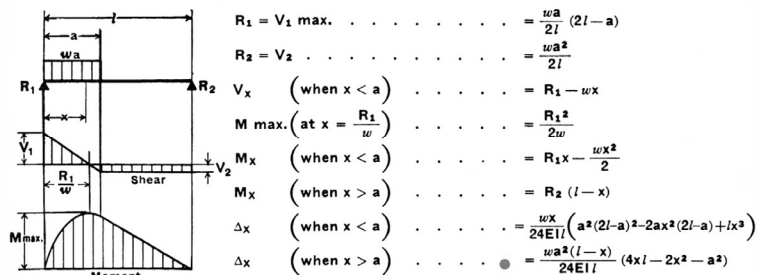 l
a
wa
R₁
R₂
x
V₁
R₁/w
Shear
V₂
M max.
Moment
R₁ = V₁ max. . . . . . . . . = wa/2l (2l—a)
R₂ = V₂ . . . . . . . . . . = wa²/2l
Vₓ (when x < a) . . . . . = R₁ — wx
M max. (at x = R₁/w) . . . . . = R₁²/2w
Mₓ (when x < a) . . . . . = R₁x — wx²/2
Mₓ (when x > a) . . . . . = R₂ (l — x)
Δₓ (when x < a) . . . . . = wx/24EIl (a²(2l—a)²—2ax²(2l—a)+lx³)
Δₓ (when x > a) . . . . = wa²(l—x)/24EIl (4xl—2x²—a²)